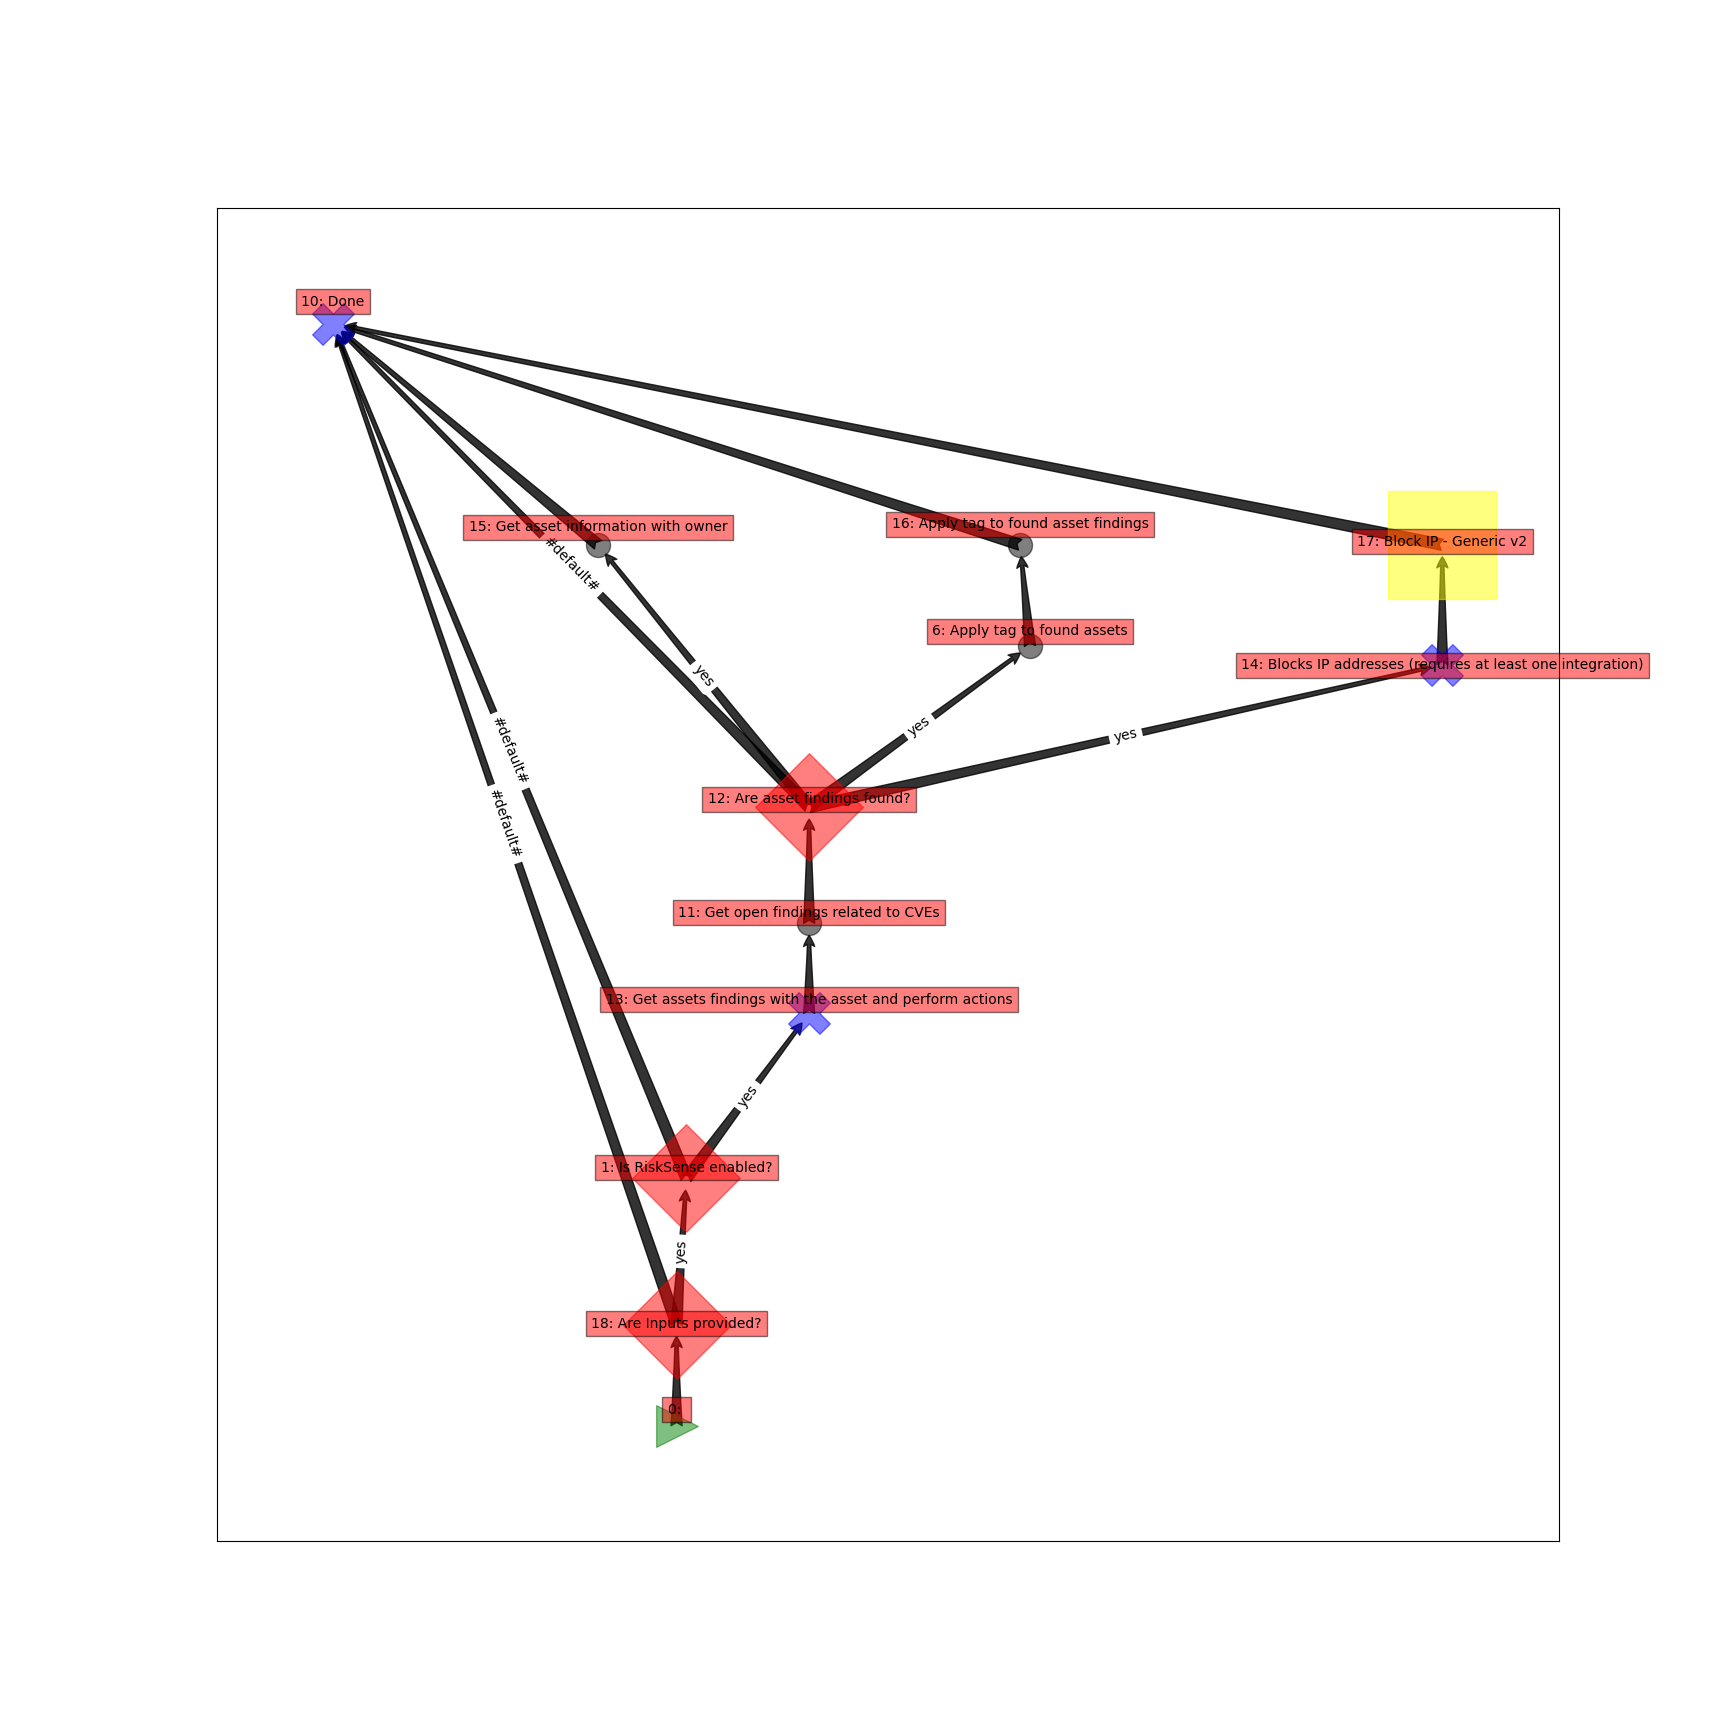 10: Done
16: Apply tag to found asset findings
15: Get asset information with owner
17: Block IP - Generic v2
#default#
6: Apply tag to found assets
14: Blocks IP addresses (requires at least one integration)
yes
yes
yes
#default#
12: Are asset findings found?
#default#
11: Get open findings related to CVEs
13: Get assets findings with the asset and perform actions
yes
1: Is RiskSense enabled?
yes
18: Are Inputs provided?
0: